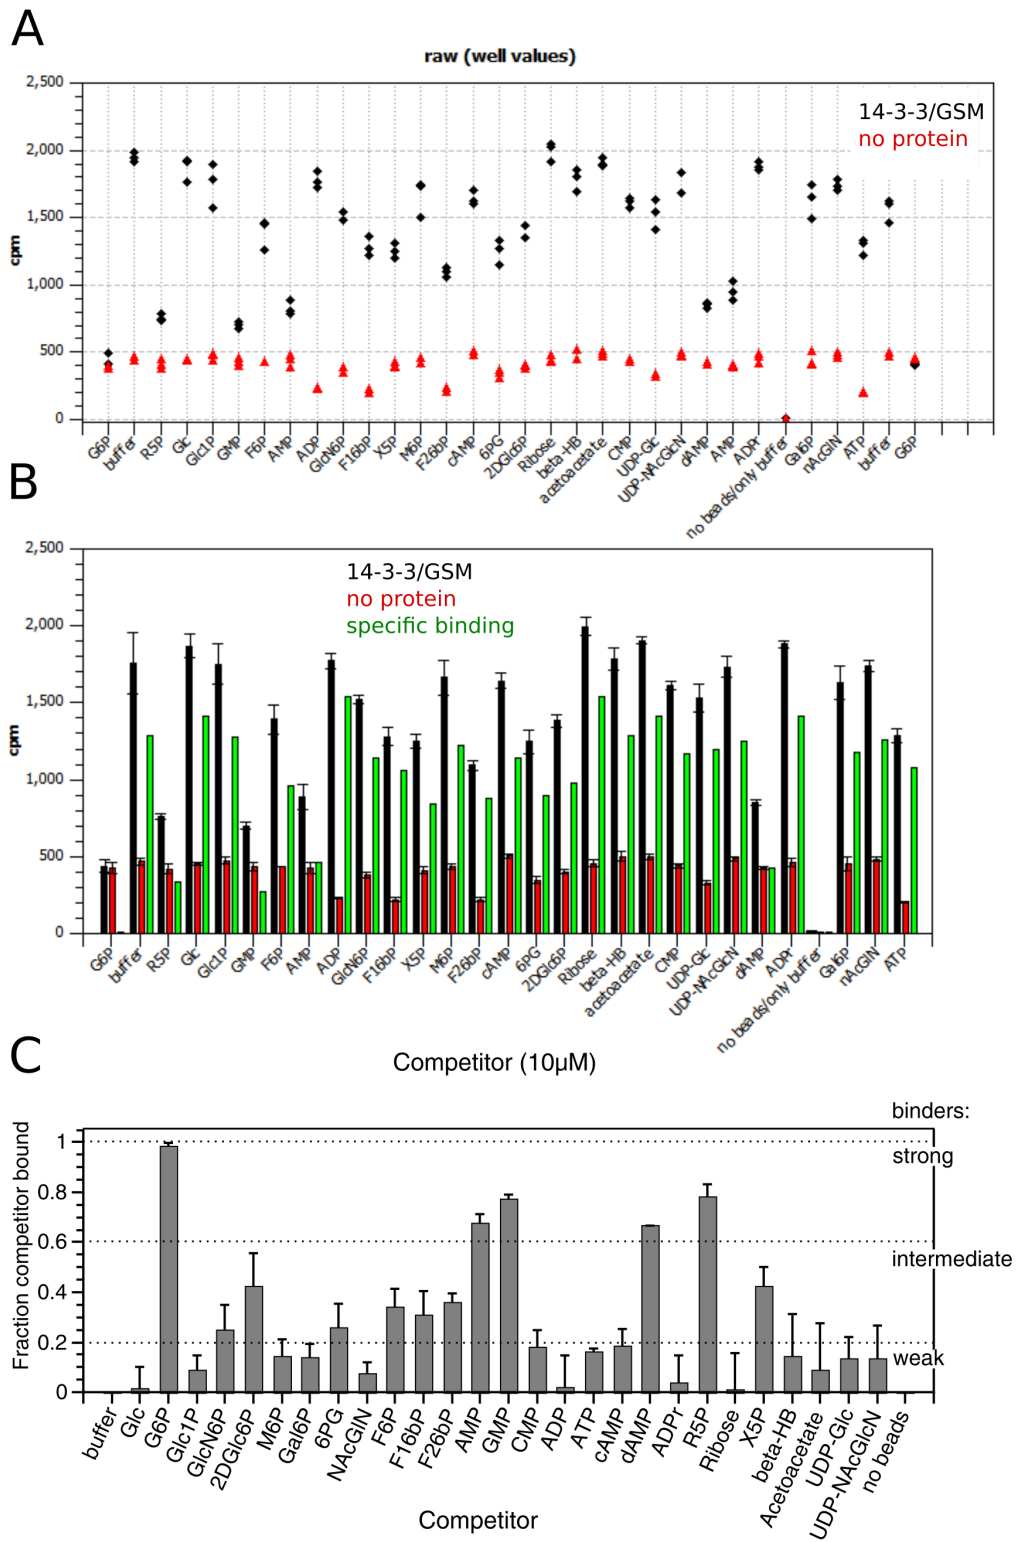 A
raw (well values)
2,500
2,000
1,500
1,000
500
0
cpm
14-3-3/GSM
no protein
G6P
buffer
R5P
Glc
Glc1P
GMP
F6P
AMP
ADP
GlcN6P
F16bP
X5P
M6P
F26bP
cAMP
6PG
2DGlc6P
Ribose
beta-HB
acetoacetate
CMP
UDP-Glc
UDP-NAcGlcN
dAMP
AMP
ADPr
no beads/only buffer
Gal6P
nAcGlN
ATP
buffer
G6P
B
2,500
2,000
1,500
1,000
500
0
cpm
14-3-3/GSM
no protein
specific binding
G6P
buffer
R5P
Glc
Glc1P
GMP
F6P
AMP
ADP
GlcN6P
F16bP
X5P
M6P
F26bP
cAMP
6PG
2DGlc6P
Ribose
beta-HB
acetoacetate
CMP
UDP-Glc
UDP-NAcGlcN
dAMP
ADPr
no beads/only buffer
Gal6P
nAcGlN
ATP
Competitor (10µM)
C
binders:
Fraction competitor bound
1
0.8
0.6
0.4
0.2
0
strong
intermediate
weak
buffer
Glc
G6P
Glc1P
GlcN6P
2DGlc6P
M6P
Gal6P
6PG
NAcGlN
F6P
F16bP
F26bP
AMP
GMP
CMP
ADP
ATP
cAMP
dAMP
ADPr
R5P
Ribose
X5P
beta-HB
Acetoacetate
UDP-Glc
UDP-NAcGlcN
no beads
Competitor